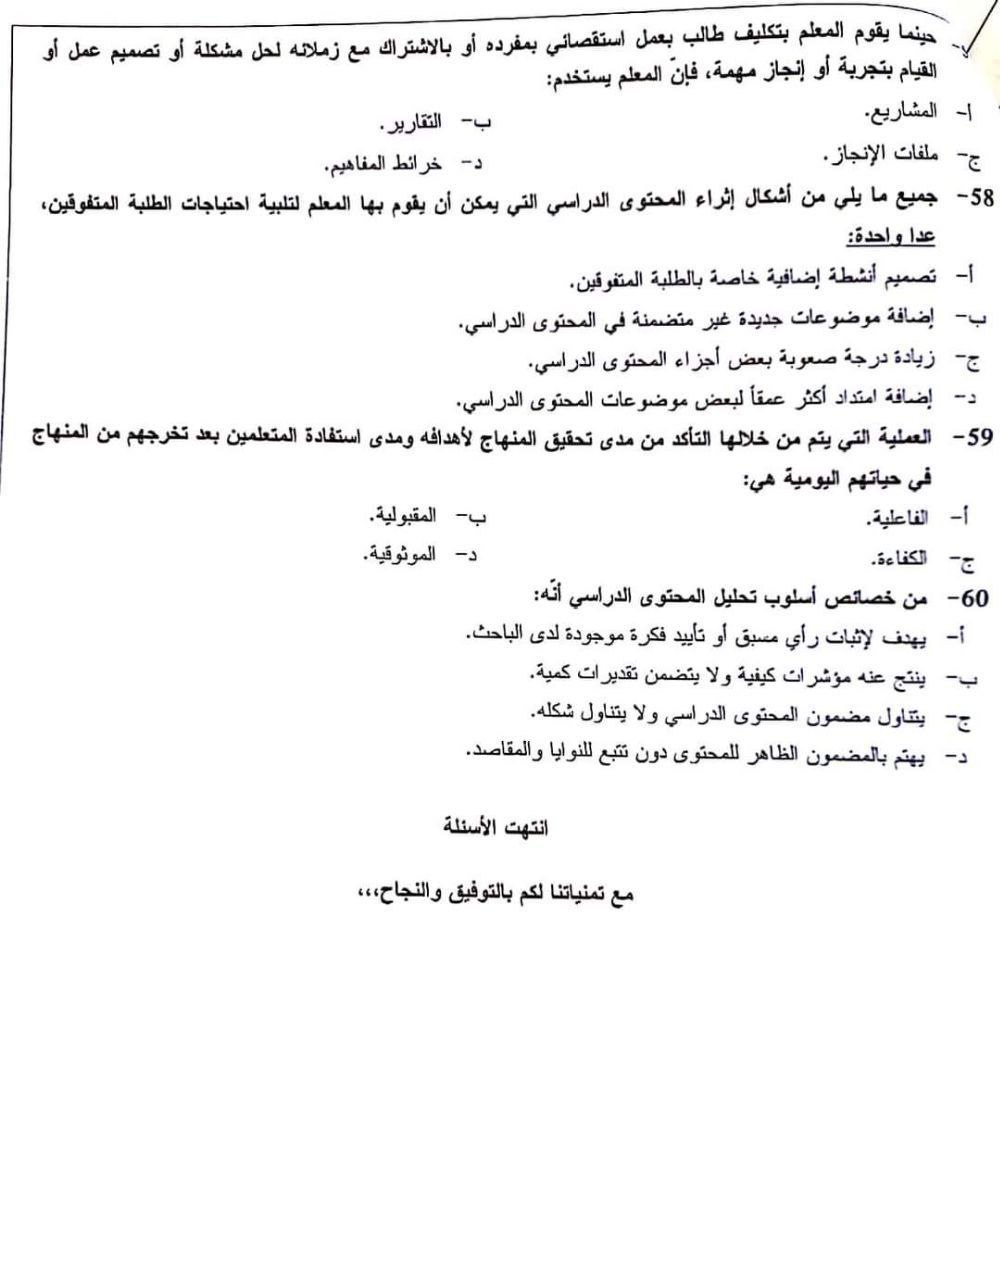 حينما يقوم المعلم بتكليف طالب بعمل استقصائي بمفرده أو بالاشتراك مع زملائه لحل مشكلة أو تصميم عمل أو
القيام بتجربة أو إنجاز مهمة، فإنّ المعلم يستخدم:
أ- المشاريع. ب- التقارير.
ج- ملفات الإنجاز. د- خرائط المفاهيم.
58- جميع ما يلي من أشكال إثراء المحتوى الدراسي التي يمكن أن يقوم بها المعلم لتلبية احتياجات الطلبة المتفوقين،
عدا واحدة:
أ- تصميم أنشطة إضافية خاصة بالطلبة المتفوقين.
ب- إضافة موضوعات جديدة غير متضمنة في المحتوى الدراسي.
ج- زيادة درجة صعوبة بعض أجزاء المحتوى الدراسي.
د- إضافة امتداد أكثر عمقاً لبعض موضوعات المحتوى الدراسي.
59- العملية التي يتم من خلالها التأكد من مدى تحقيق المنهاج لأهدافه ومدى استفادة المتعلمين بعد تخرجهم من المنهاج
في حياتهم اليومية هي:
أ- الفاعلية. ب- المقبولية.
ج- الكفاءة. د- الموثوقية.
60- من خصائص أسلوب تحليل المحتوى الدراسي أنّه:
أ- يهدف لإثبات رأي مسبق أو تأييد فكرة موجودة لدى الباحث.
ب- ينتج عنه مؤشرات كيفية ولا يتضمن تقديرات كمية.
ج- يتناول مضمون المحتوى الدراسي ولا يتناول شكله.
د- يهتم بالمضمون الظاهر للمحتوى دون تتبع للنوايا والمقاصد.
انتهت الأسئلة
مع تمنياتنا لكم بالتوفيق والنجاح،،،